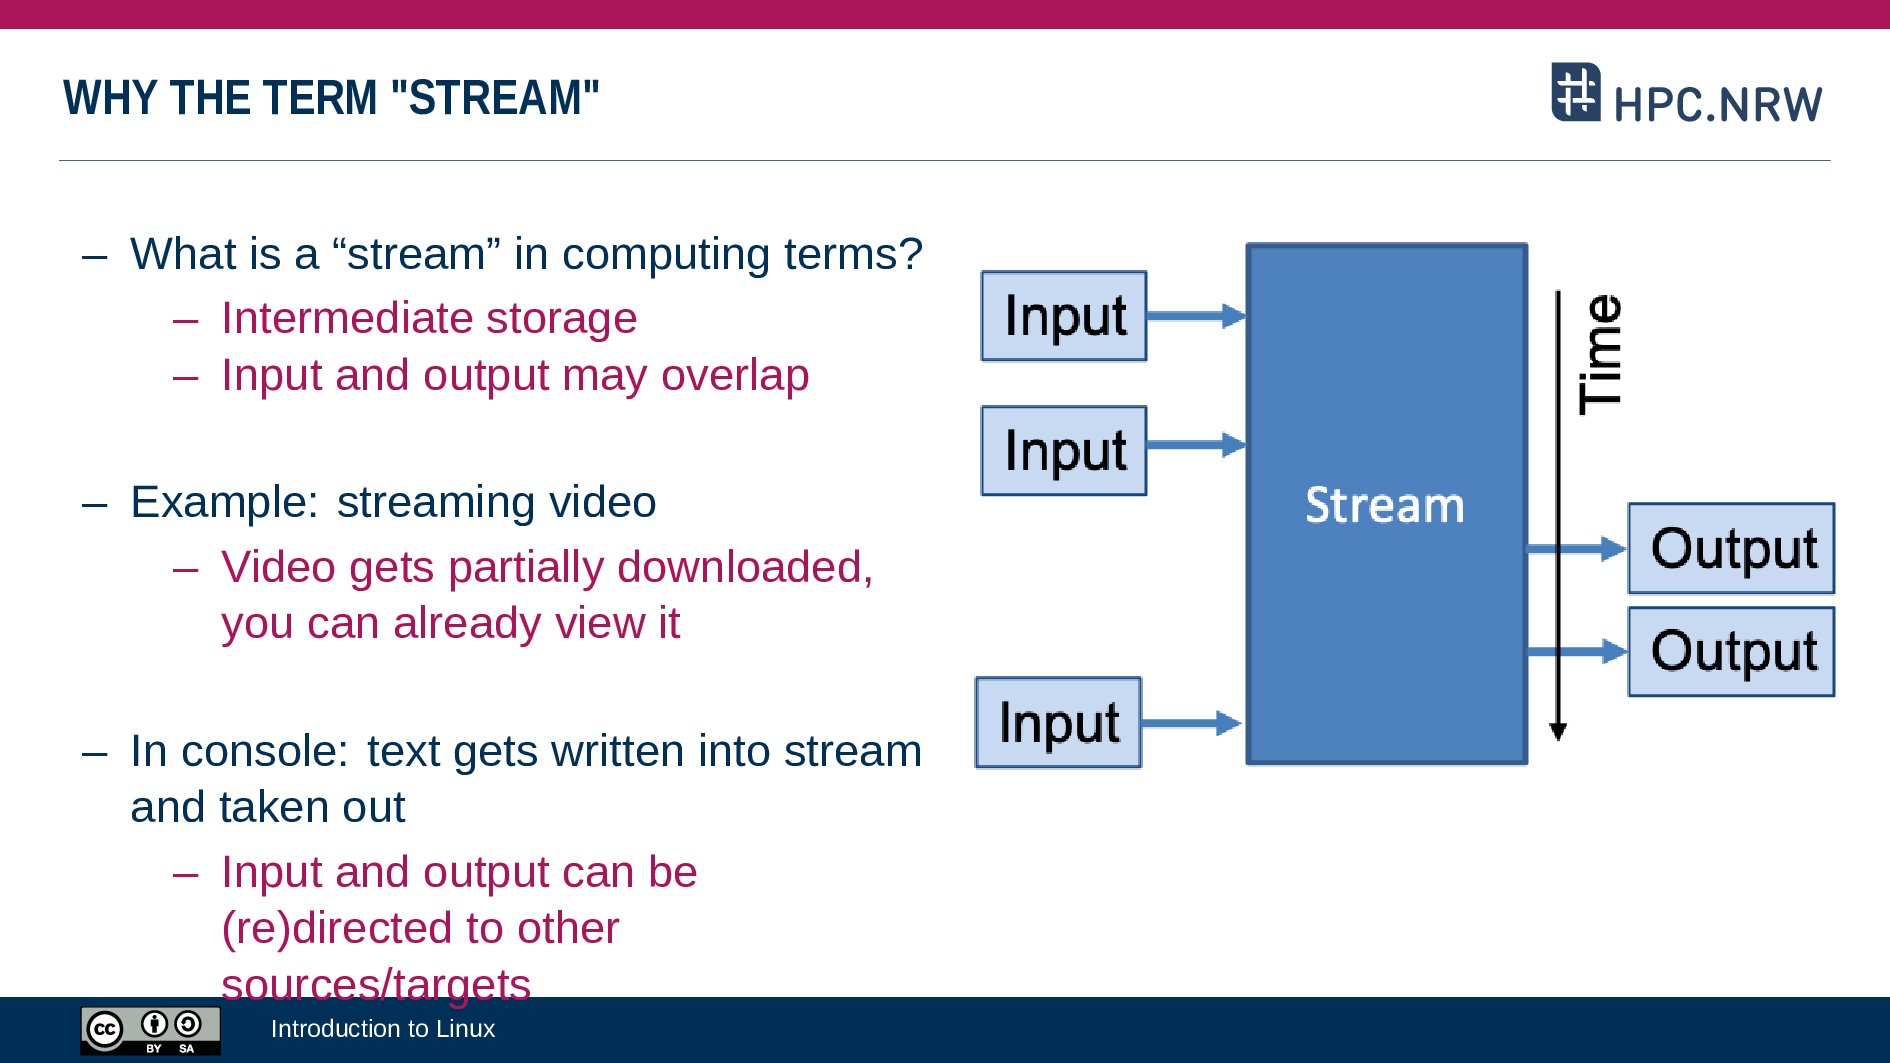 WHY THE TERM "STREAM"
HPC.NRW
– What is a “stream” in computing terms?
– Intermediate storage
– Input and output may overlap
– Example: streaming video
– Video gets partially downloaded,
you can already view it
– In console: text gets written into stream
and taken out
– Input and output can be
(re)directed to other
sources/targets
Input
Input
Input
Stream
Time
Output
Output
cc
BY SA
Introduction to Linux